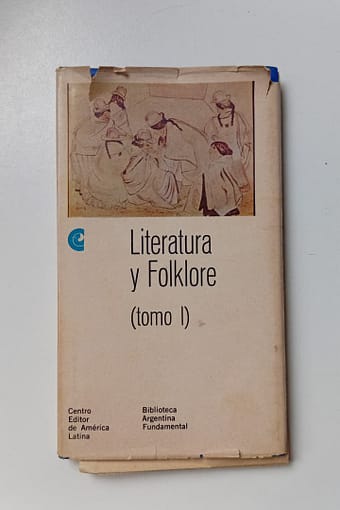 Literatura
y Folklore
(tomo I)
Centro
Editor
de América
Latina
Biblioteca
Argentina
Fundamental